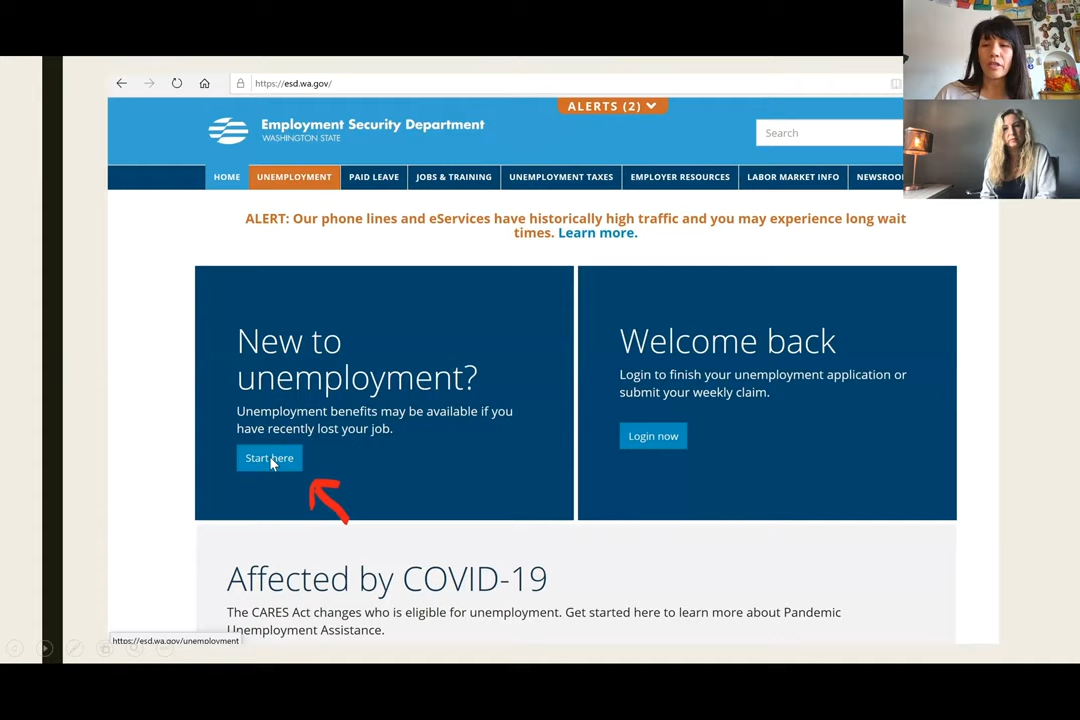 https://esd.wa.gov/
ALERTS (2)
Employment Security Department
WASHINGTON STATE
Search
HOME
UNEMPLOYMENT
PAID LEAVE
JOBS & TRAINING
UNEMPLOYMENT TAXES
EMPLOYER RESOURCES
LABOR MARKET INFO
ALERT: Our phone lines and eServices have historically high traffic and you may experience long wait
times. Learn more.
New to
unemployment?
Unemployment benefits may be available if you
have recently lost your job.
Start here
Welcome back
Login to finish your unemployment application or
submit your weekly claim.
Login now
Affected by COVID-19
The CARES Act changes who is eligible for unemployment. Get started here to learn more about Pandemic
Unemployment Assistance.
https://esd.wa.gov/unemployment